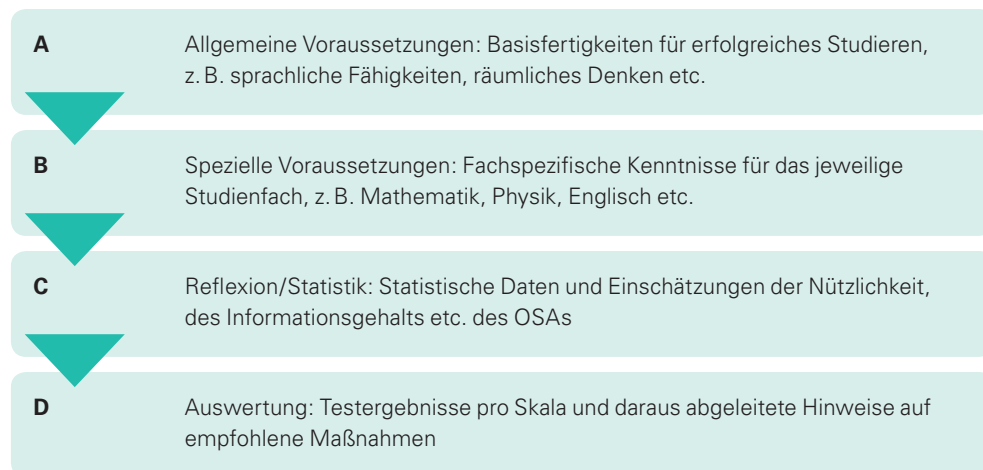 A Allgemeine Voraussetzungen: Basisfertigkeiten für erfolgreiches Studieren,
z. B. sprachliche Fähigkeiten, räumliches Denken etc.
B Spezielle Voraussetzungen: Fachspezifische Kenntnisse für das jeweilige
Studienfach, z. B. Mathematik, Physik, Englisch etc.
C Reflexion/Statistik: Statistische Daten und Einschätzungen der Nützlichkeit,
des Informationsgehalts etc. des OSAs
D Auswertung: Testergebnisse pro Skala und daraus abgeleitete Hinweise auf
empfohlene Maßnahmen